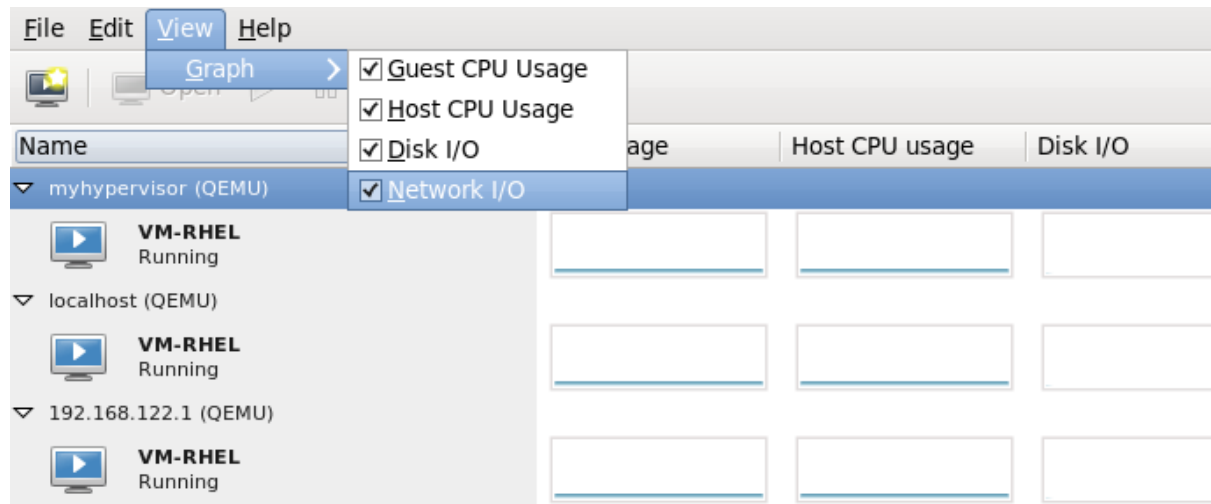 File Edit View Help
Graph
Guest CPU Usage
Host CPU Usage
Disk I/O
Network I/O
Open
Name age Host CPU usage Disk I/O
myhypervisor (QEMU)
VM-RHEL
Running
localhost (QEMU)
VM-RHEL
Running
192.168.122.1 (QEMU)
VM-RHEL
Running